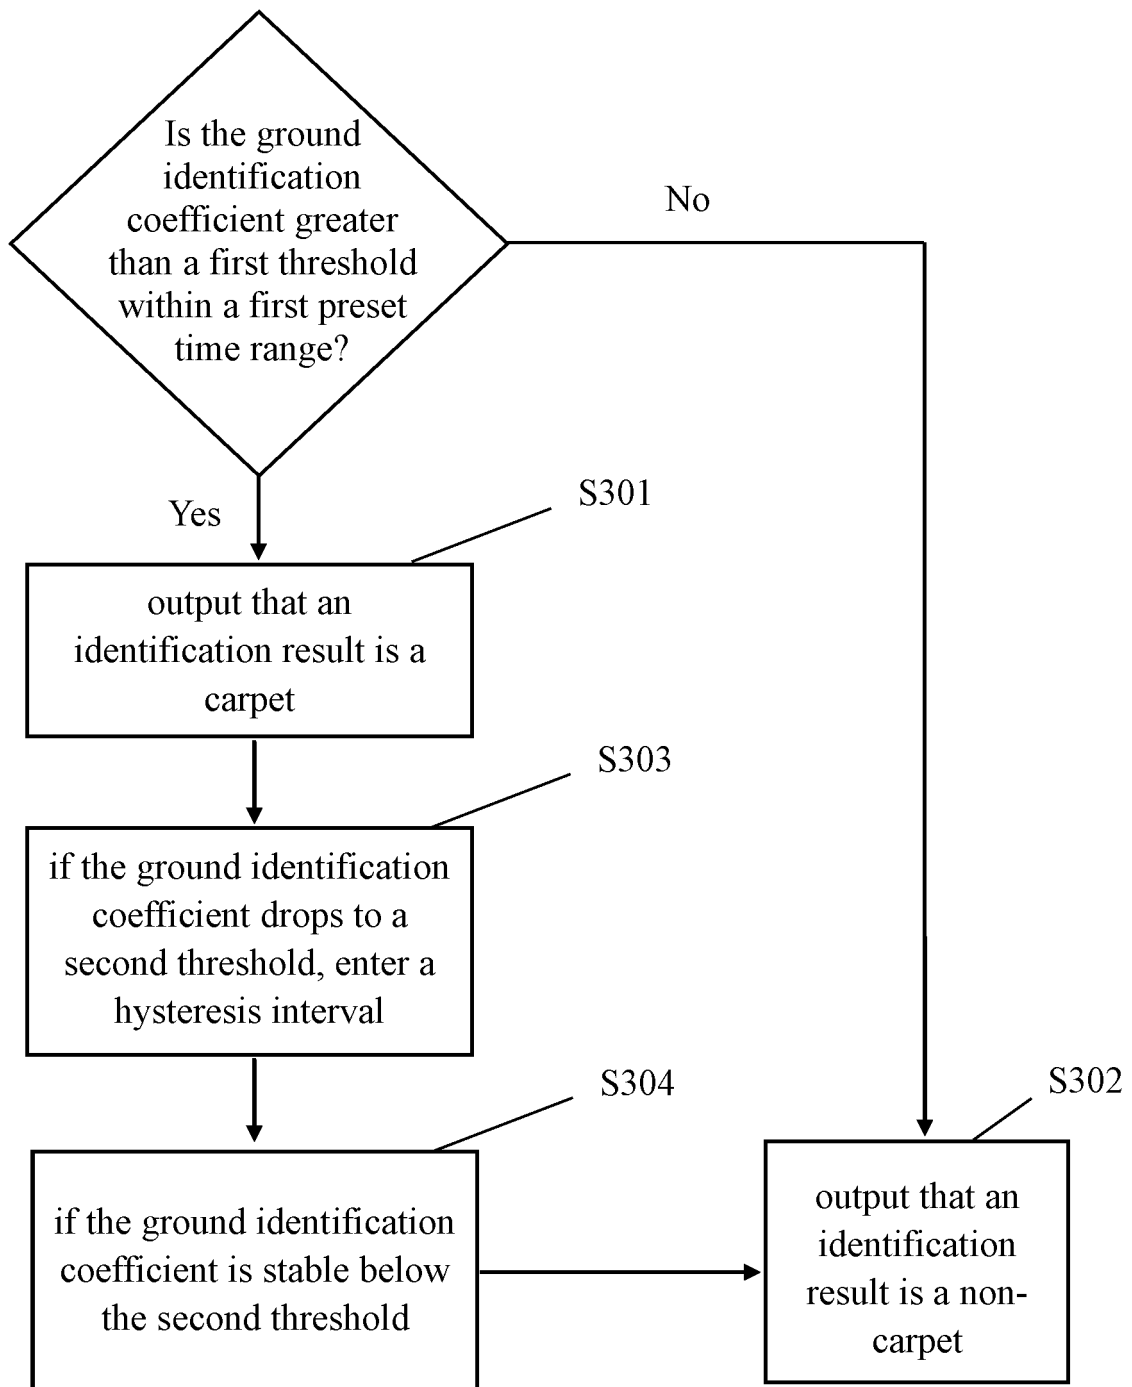 Is the ground
identification
coefficient greater
than a first threshold
within a first preset
time range?
No
Yes
S301
output that an
identification result is a
carpet
S303
if the ground identification
coefficient drops to a
second threshold, enter a
hysteresis interval
S304
if the ground identification
coefficient is stable below
the second threshold
S302
output that an
identification
result is a non-
carpet